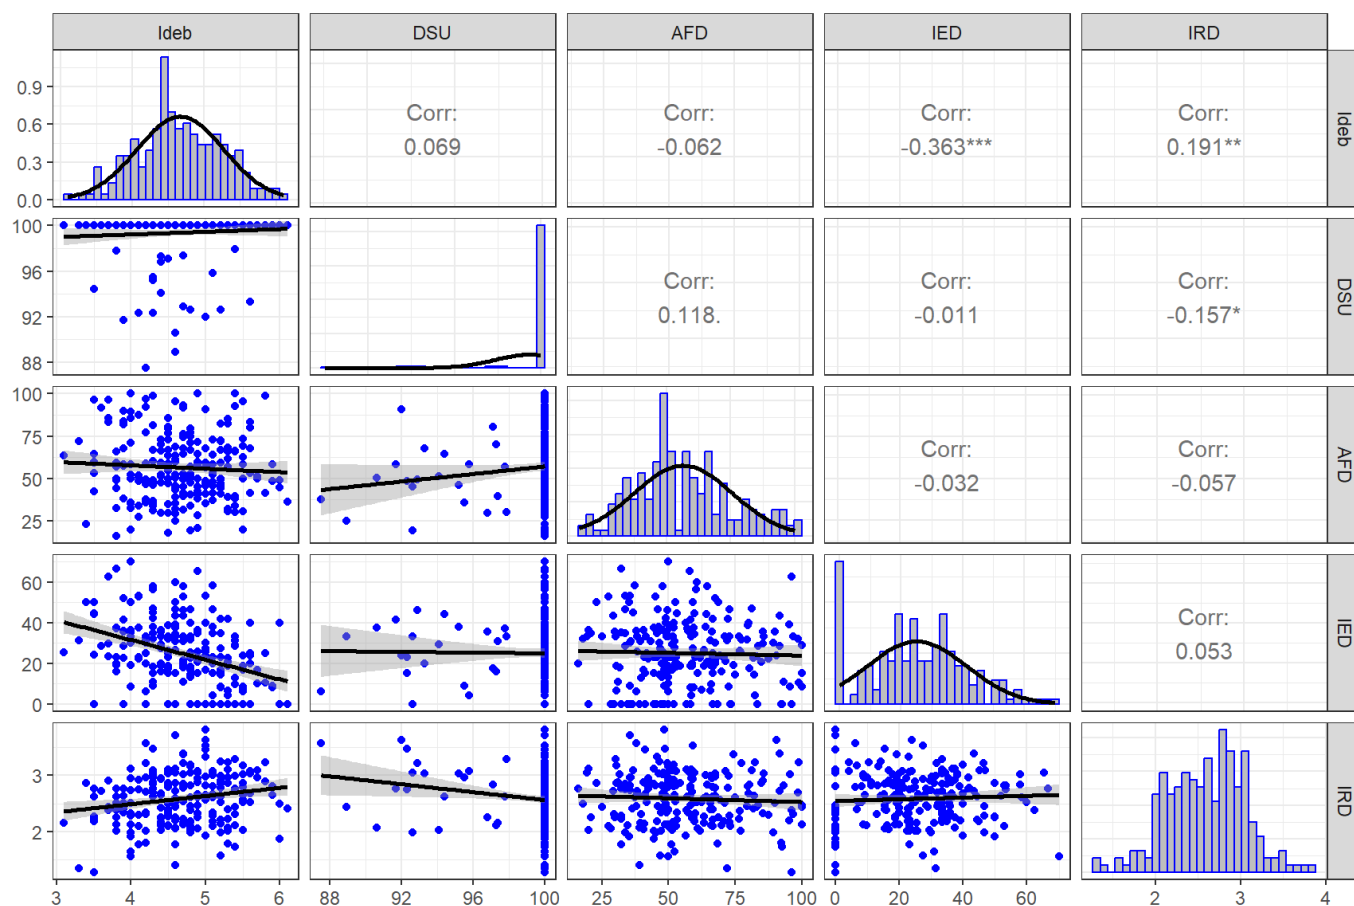 Ideb DSU AFD IED IRD
0.9
0.6
0.3
0.0
Corr: Corr: Corr: Corr:
0.069 -0.062 -0.363*** 0.191**
Ideb
100
96
92
88
Corr: Corr: Corr:
0.118. -0.011 -0.157*
DSU
100
75
50
25
Corr: Corr:
-0.032 -0.057
AFD
60
40
20
0
Corr:
0.053
IED
3
2
IRD
3 4 5 6 88 92 96 100 25 50 75 100 0 20 40 60 2 3 4